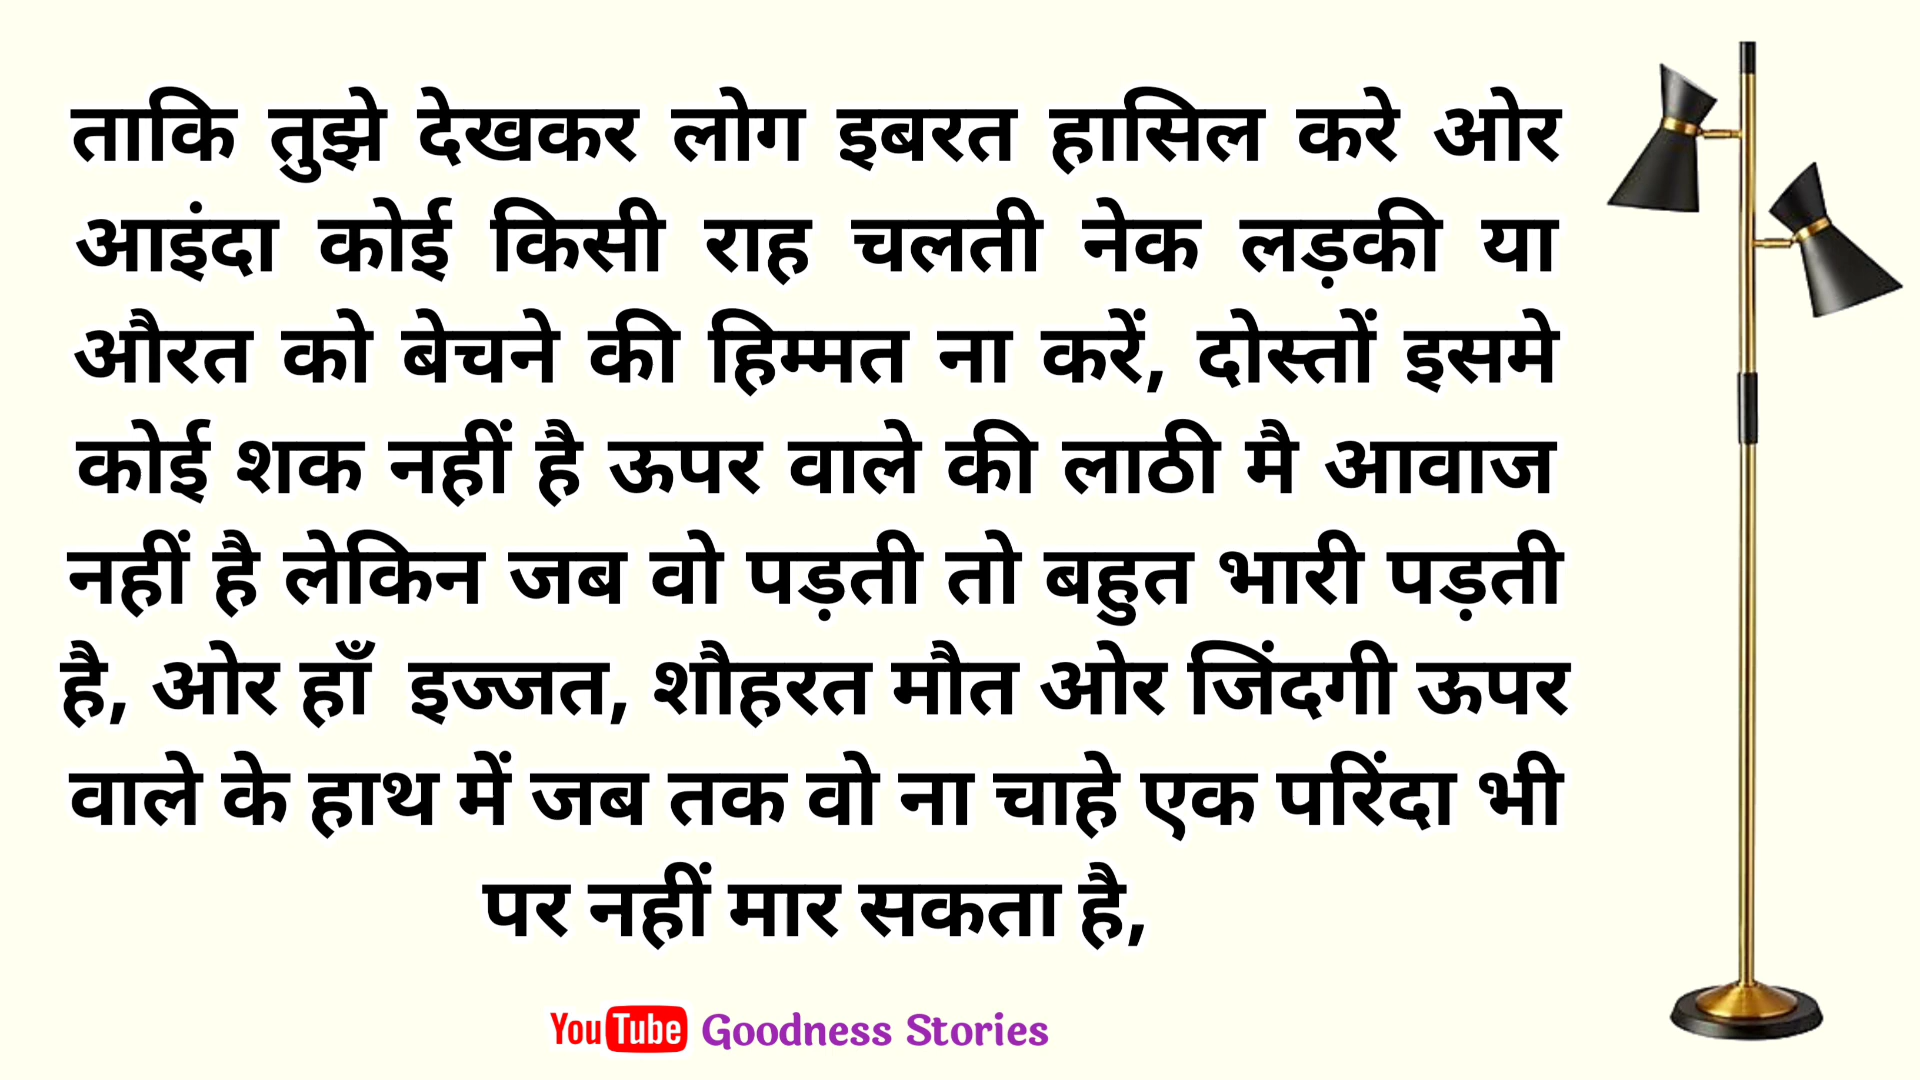 ताकि तुझे देखकर लोग इबरत हासिल करे ओर
आइंदा कोई किसी राह चलती नेक लड़की या
औरत को बेचने की हिम्मत ना करें, दोस्तों इसमे
कोई शक नहीं है ऊपर वाले की लाठी मै आवाज
नहीं है लेकिन जब वो पड़ती तो बहुत भारी पड़ती
है, ओर हाँ इज्जत, शौहरत मौत ओर जिंदगी ऊपर
वाले के हाथ में जब तक वो ना चाहे एक परिंदा भी
पर नहीं मार सकता है,
YouTube Goodness Stories